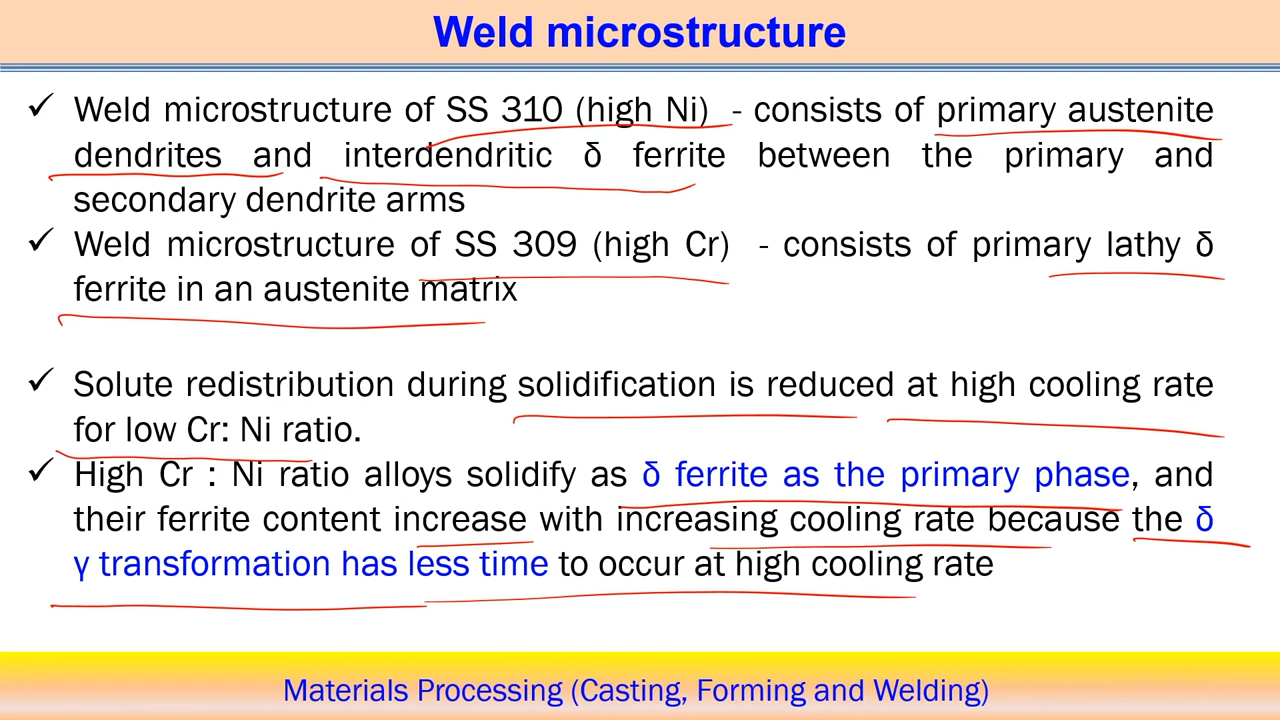 Weld microstructure
✓ Weld microstructure of SS 310 (high Ni) - consists of primary austenite
dendrites and interdendritic δ ferrite between the primary and
secondary dendrite arms
✓ Weld microstructure of SS 309 (high Cr) - consists of primary lathy δ
ferrite in an austenite matrix
✓ Solute redistribution during solidification is reduced at high cooling rate
for low Cr: Ni ratio.
✓ High Cr : Ni ratio alloys solidify as δ ferrite as the primary phase, and
their ferrite content increase with increasing cooling rate because the δ
γ transformation has less time to occur at high cooling rate
Materials Processing (Casting, Forming and Welding)